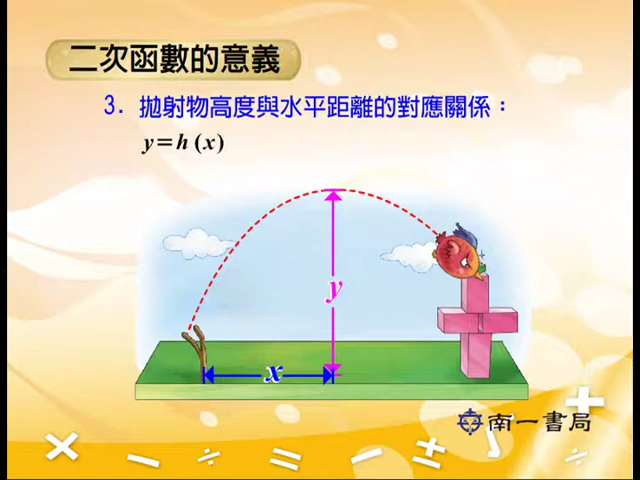 二次函數的意義
3. 拋射物高度與水平距離的對應關係：
y=h(x)
y
x
南一書局